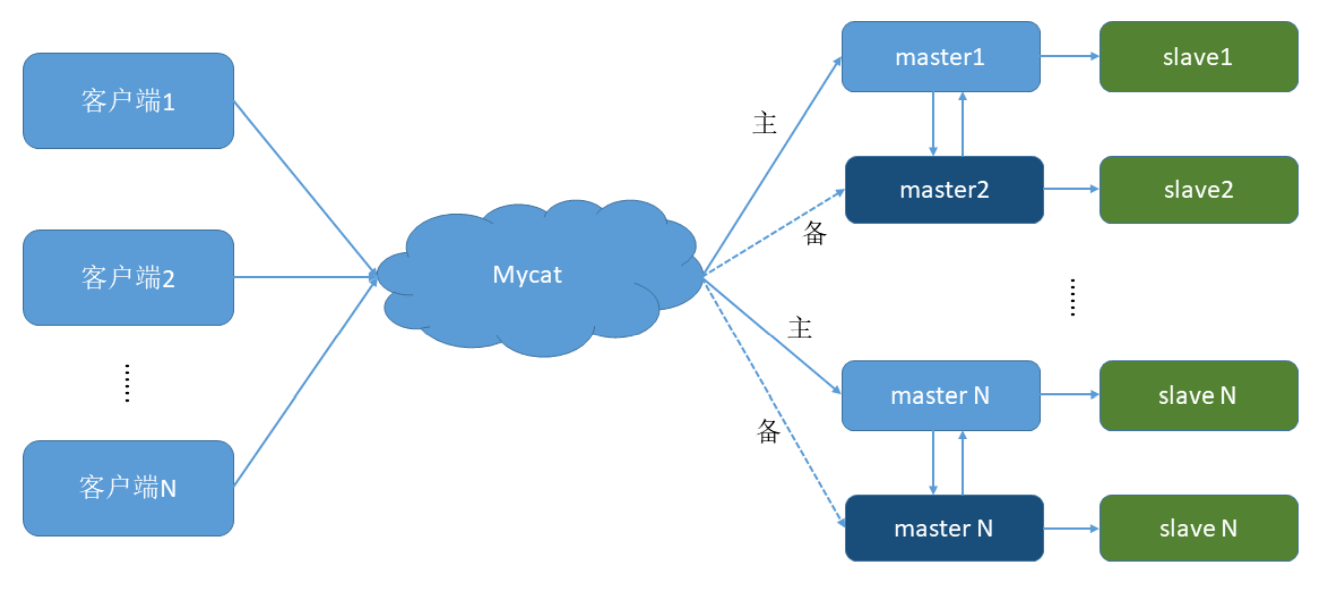 客户端1
客户端2
客户端N
Mycat
主
备
主
备
master1
slave1
master2
slave2
master N
slave N
master N
slave N